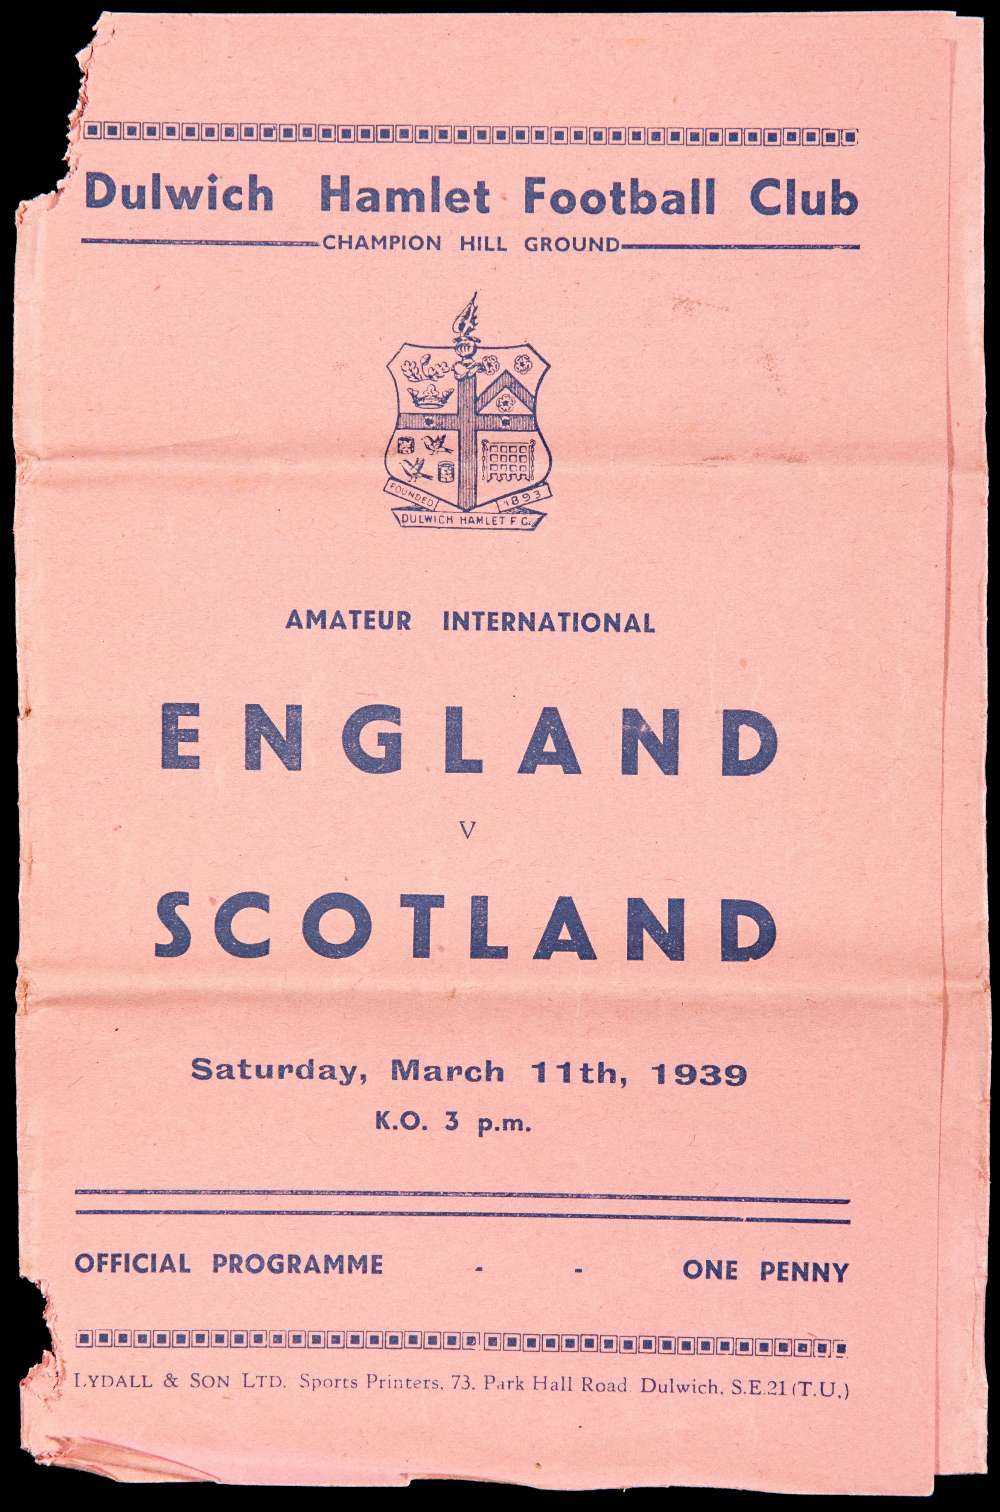 Dulwich Hamlet Football Club
CHAMPION HILL GROUND
FOUNDED 1893
DULWICH HAMLET F.C.
AMATEUR INTERNATIONAL
ENGLAND
V
SCOTLAND
Saturday, March 11th, 1939
K.O. 3 p.m.
OFFICIAL PROGRAMME - - ONE PENNY
LYDALL & SON LTD. Sports Printers, 73, Park Hall Road Dulwich, S.E.21 (T.U.)